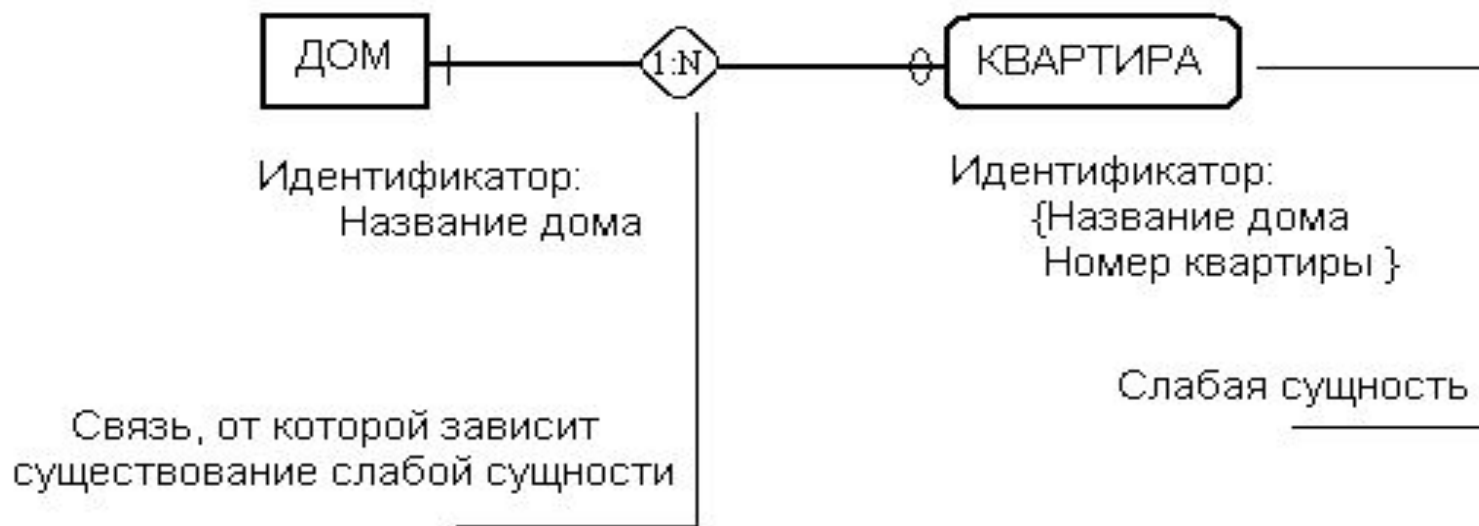 ДОМ
1:N
КВАРТИРА
Идентификатор:
Название дома
Идентификатор:
{Название дома
Номер квартиры }
Слабая сущность
Связь, от которой зависит
существование слабой сущности